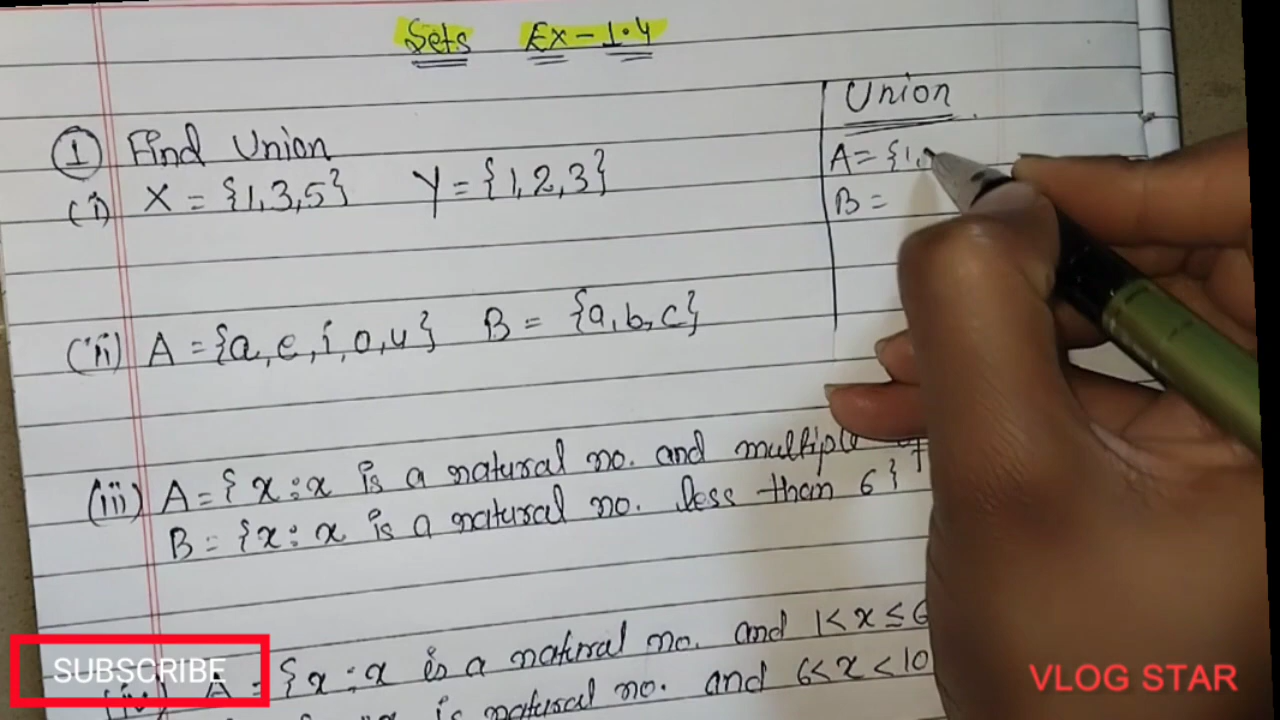 Sets Ex-1.4
Union
A= {1,
B =
① Find Union
(i) X = {1,3,5} Y = {1,2,3}
(ii) A = {a, e, i, o, u} B = {a, b, c}
(iii) A = { x : x is a natural no. and multiple of
B = {x : x is a natural no. less than 6}
(iv) A = {x : x is a natural no. and 1< x ≤ 6
is a natural no. and 6< x < 10
SUBSCRIBE
VLOG STAR